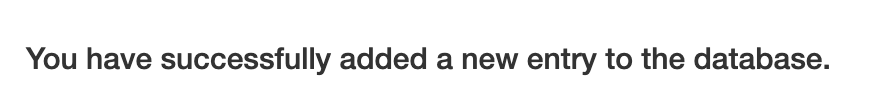 You have successfully added a new entry to the database.